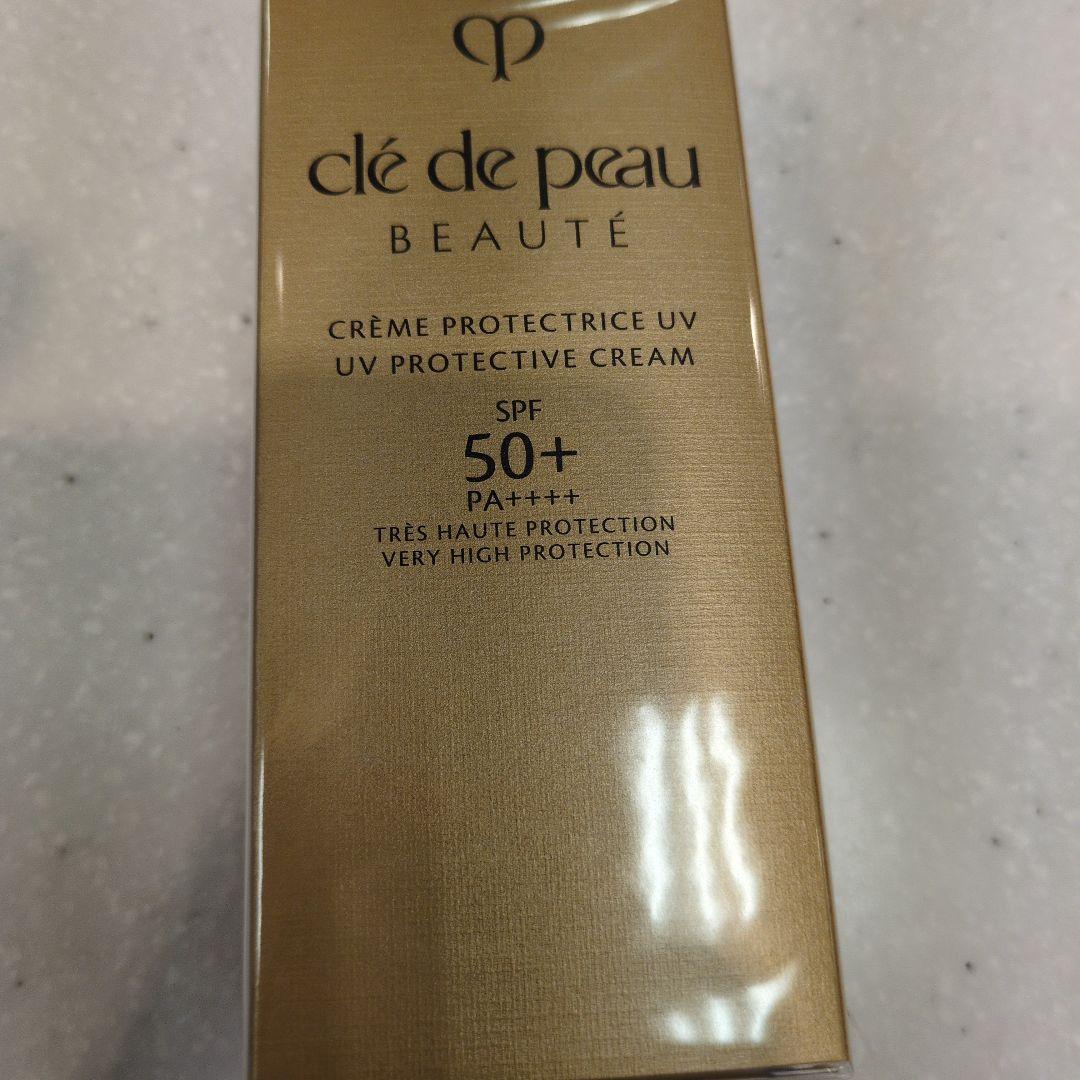 clé de peau
BEAUTÉ
CRÈME PROTECTRICE UV
UV PROTECTIVE CREAM
SPF
50+
PA++++
TRÈS HAUTE PROTECTION
VERY HIGH PROTECTION